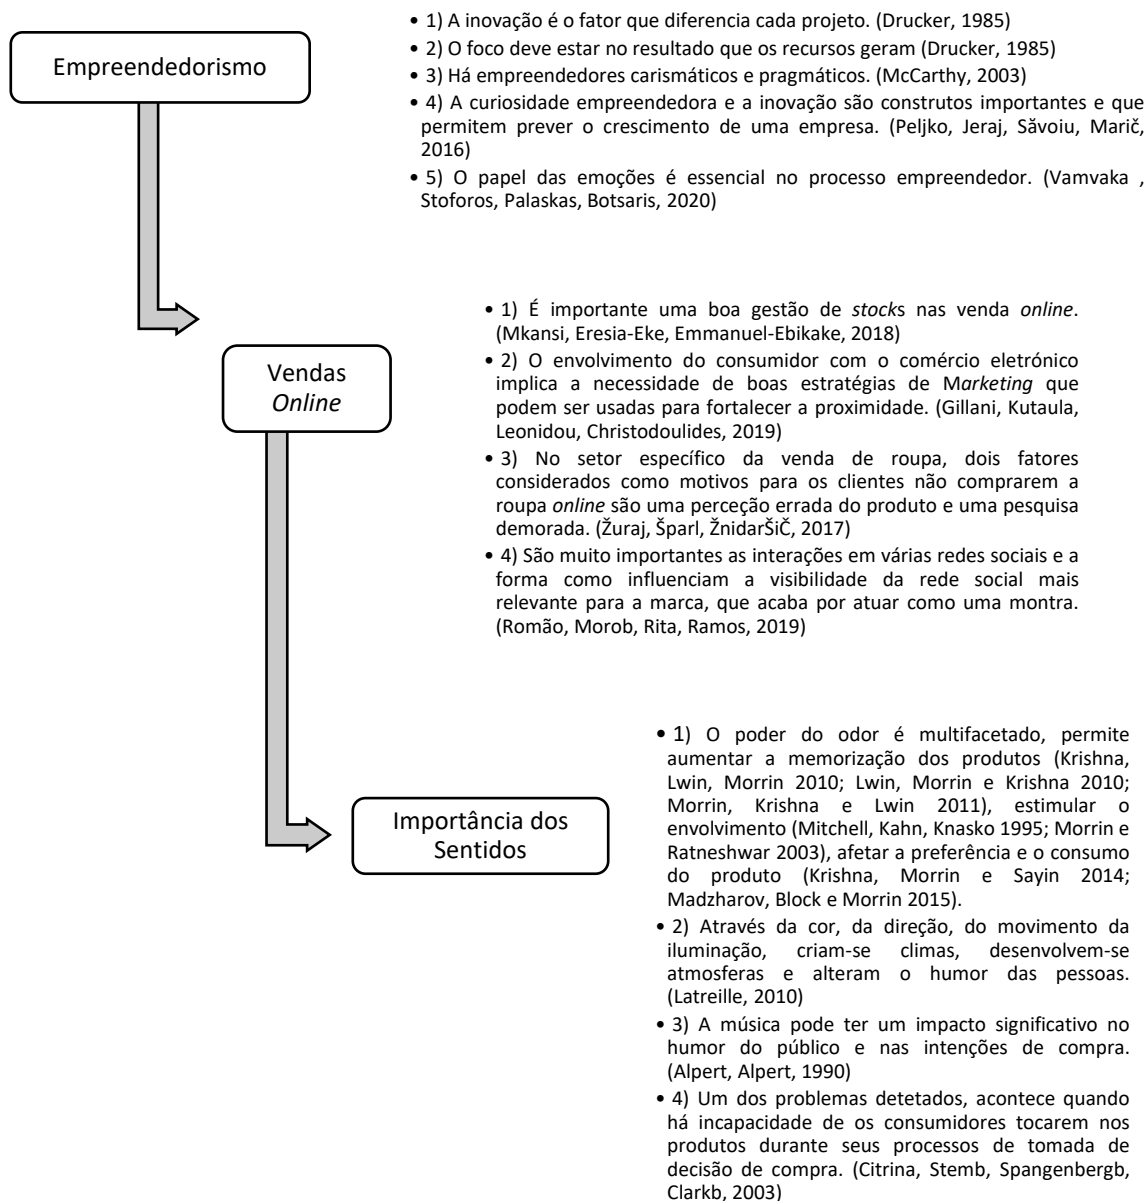 Empreendedorismo
• 1) A inovação é o fator que diferencia cada projeto. (Drucker, 1985)
• 2) O foco deve estar no resultado que os recursos geram (Drucker, 1985)
• 3) Há empreendedores carismáticos e pragmáticos. (McCarthy, 2003)
• 4) A curiosidade empreendedora e a inovação são construtos importantes e que
permitem prever o crescimento de uma empresa. (Peljko, Jeraj, Săvoiu, Marič,
2016)
• 5) O papel das emoções é essencial no processo empreendedor. (Vamvaka ,
Stoforos, Palaskas, Botsaris, 2020)
Vendas
Online
• 1) É importante uma boa gestão de stocks nas venda online.
(Mkansi, Eresia-Eke, Emmanuel-Ebikake, 2018)
• 2) O envolvimento do consumidor com o comércio eletrónico
implica a necessidade de boas estratégias de Marketing que
podem ser usadas para fortalecer a proximidade. (Gillani, Kutaula,
Leonidou, Christodoulides, 2019)
• 3) No setor específico da venda de roupa, dois fatores
considerados como motivos para os clientes não comprarem a
roupa online são uma perceção errada do produto e uma pesquisa
demorada. (Žuraj, Šparl, ŽnidarŠiČ, 2017)
• 4) São muito importantes as interações em várias redes sociais e a
forma como influenciam a visibilidade da rede social mais
relevante para a marca, que acaba por atuar como uma montra.
(Romão, Morob, Rita, Ramos, 2019)
Importância dos
Sentidos
• 1) O poder do odor é multifacetado, permite
aumentar a memorização dos produtos (Krishna,
Lwin, Morrin 2010; Lwin, Morrin e Krishna 2010;
Morrin, Krishna e Lwin 2011), estimular o
envolvimento (Mitchell, Kahn, Knasko 1995; Morrin e
Ratneshwar 2003), afetar a preferência e o consumo
do produto (Krishna, Morrin e Sayin 2014;
Madzharov, Block e Morrin 2015).
• 2) Através da cor, da direção, do movimento da
iluminação, criam-se climas, desenvolvem-se
atmosferas e alteram o humor das pessoas.
(Latreille, 2010)
• 3) A música pode ter um impacto significativo no
humor do público e nas intenções de compra.
(Alpert, Alpert, 1990)
• 4) Um dos problemas detetados, acontece quando
há incapacidade de os consumidores tocarem nos
produtos durante seus processos de tomada de
decisão de compra. (Citrina, Stemb, Spangenbergb,
Clarkb, 2003)